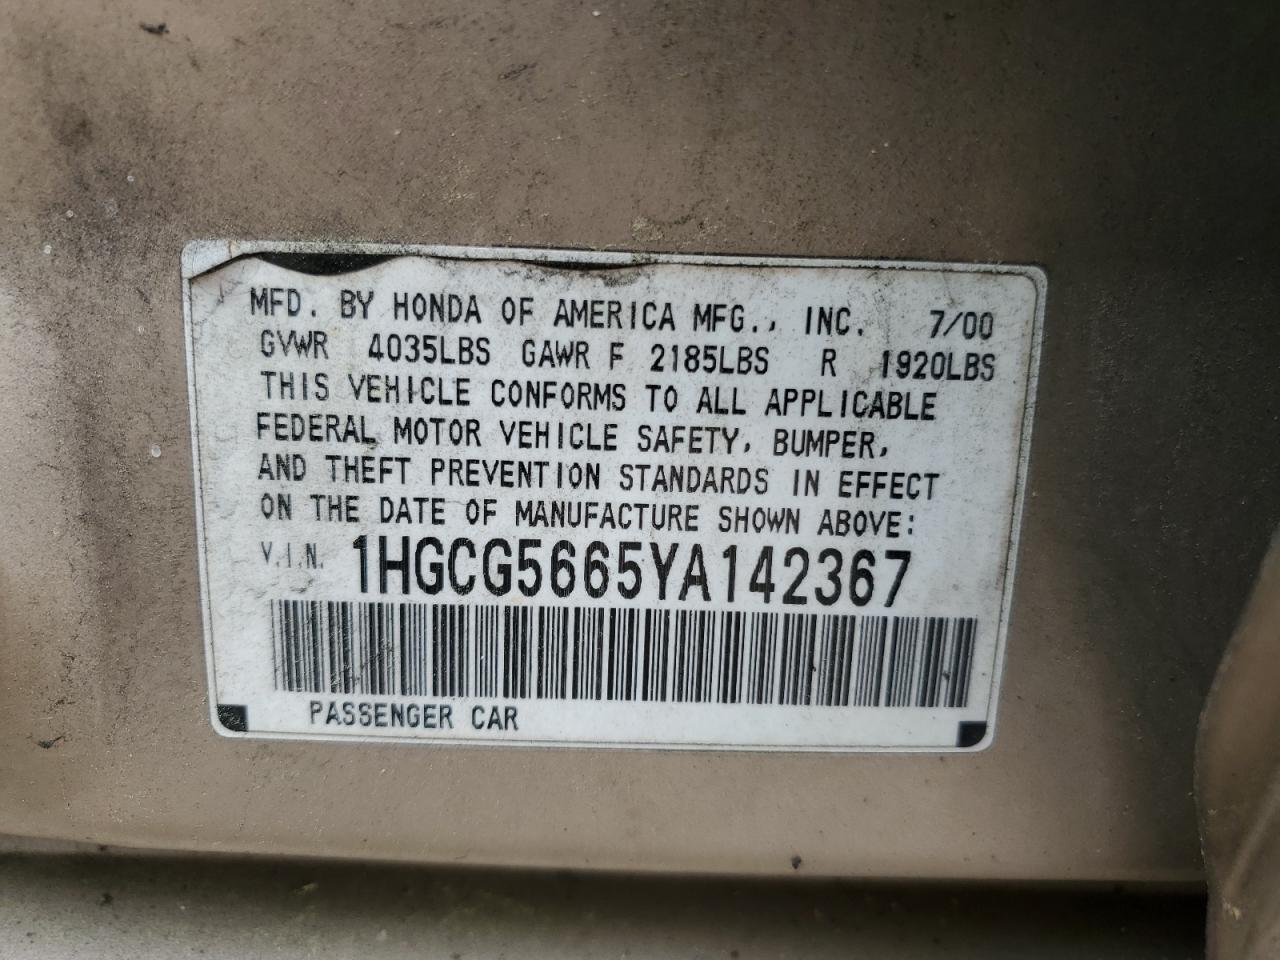 MFD. BY HONDA OF AMERICA MFG., INC. 7/00
GVWR 4035LBS GAWR F 2185LBS R 1920LBS
THIS VEHICLE CONFORMS TO ALL APPLICABLE
FEDERAL MOTOR VEHICLE SAFETY, BUMPER,
AND THEFT PREVENTION STANDARDS IN EFFECT
ON THE DATE OF MANUFACTURE SHOWN ABOVE:
V.I.N. 1HGCG5665YA142367
PASSENGER CAR